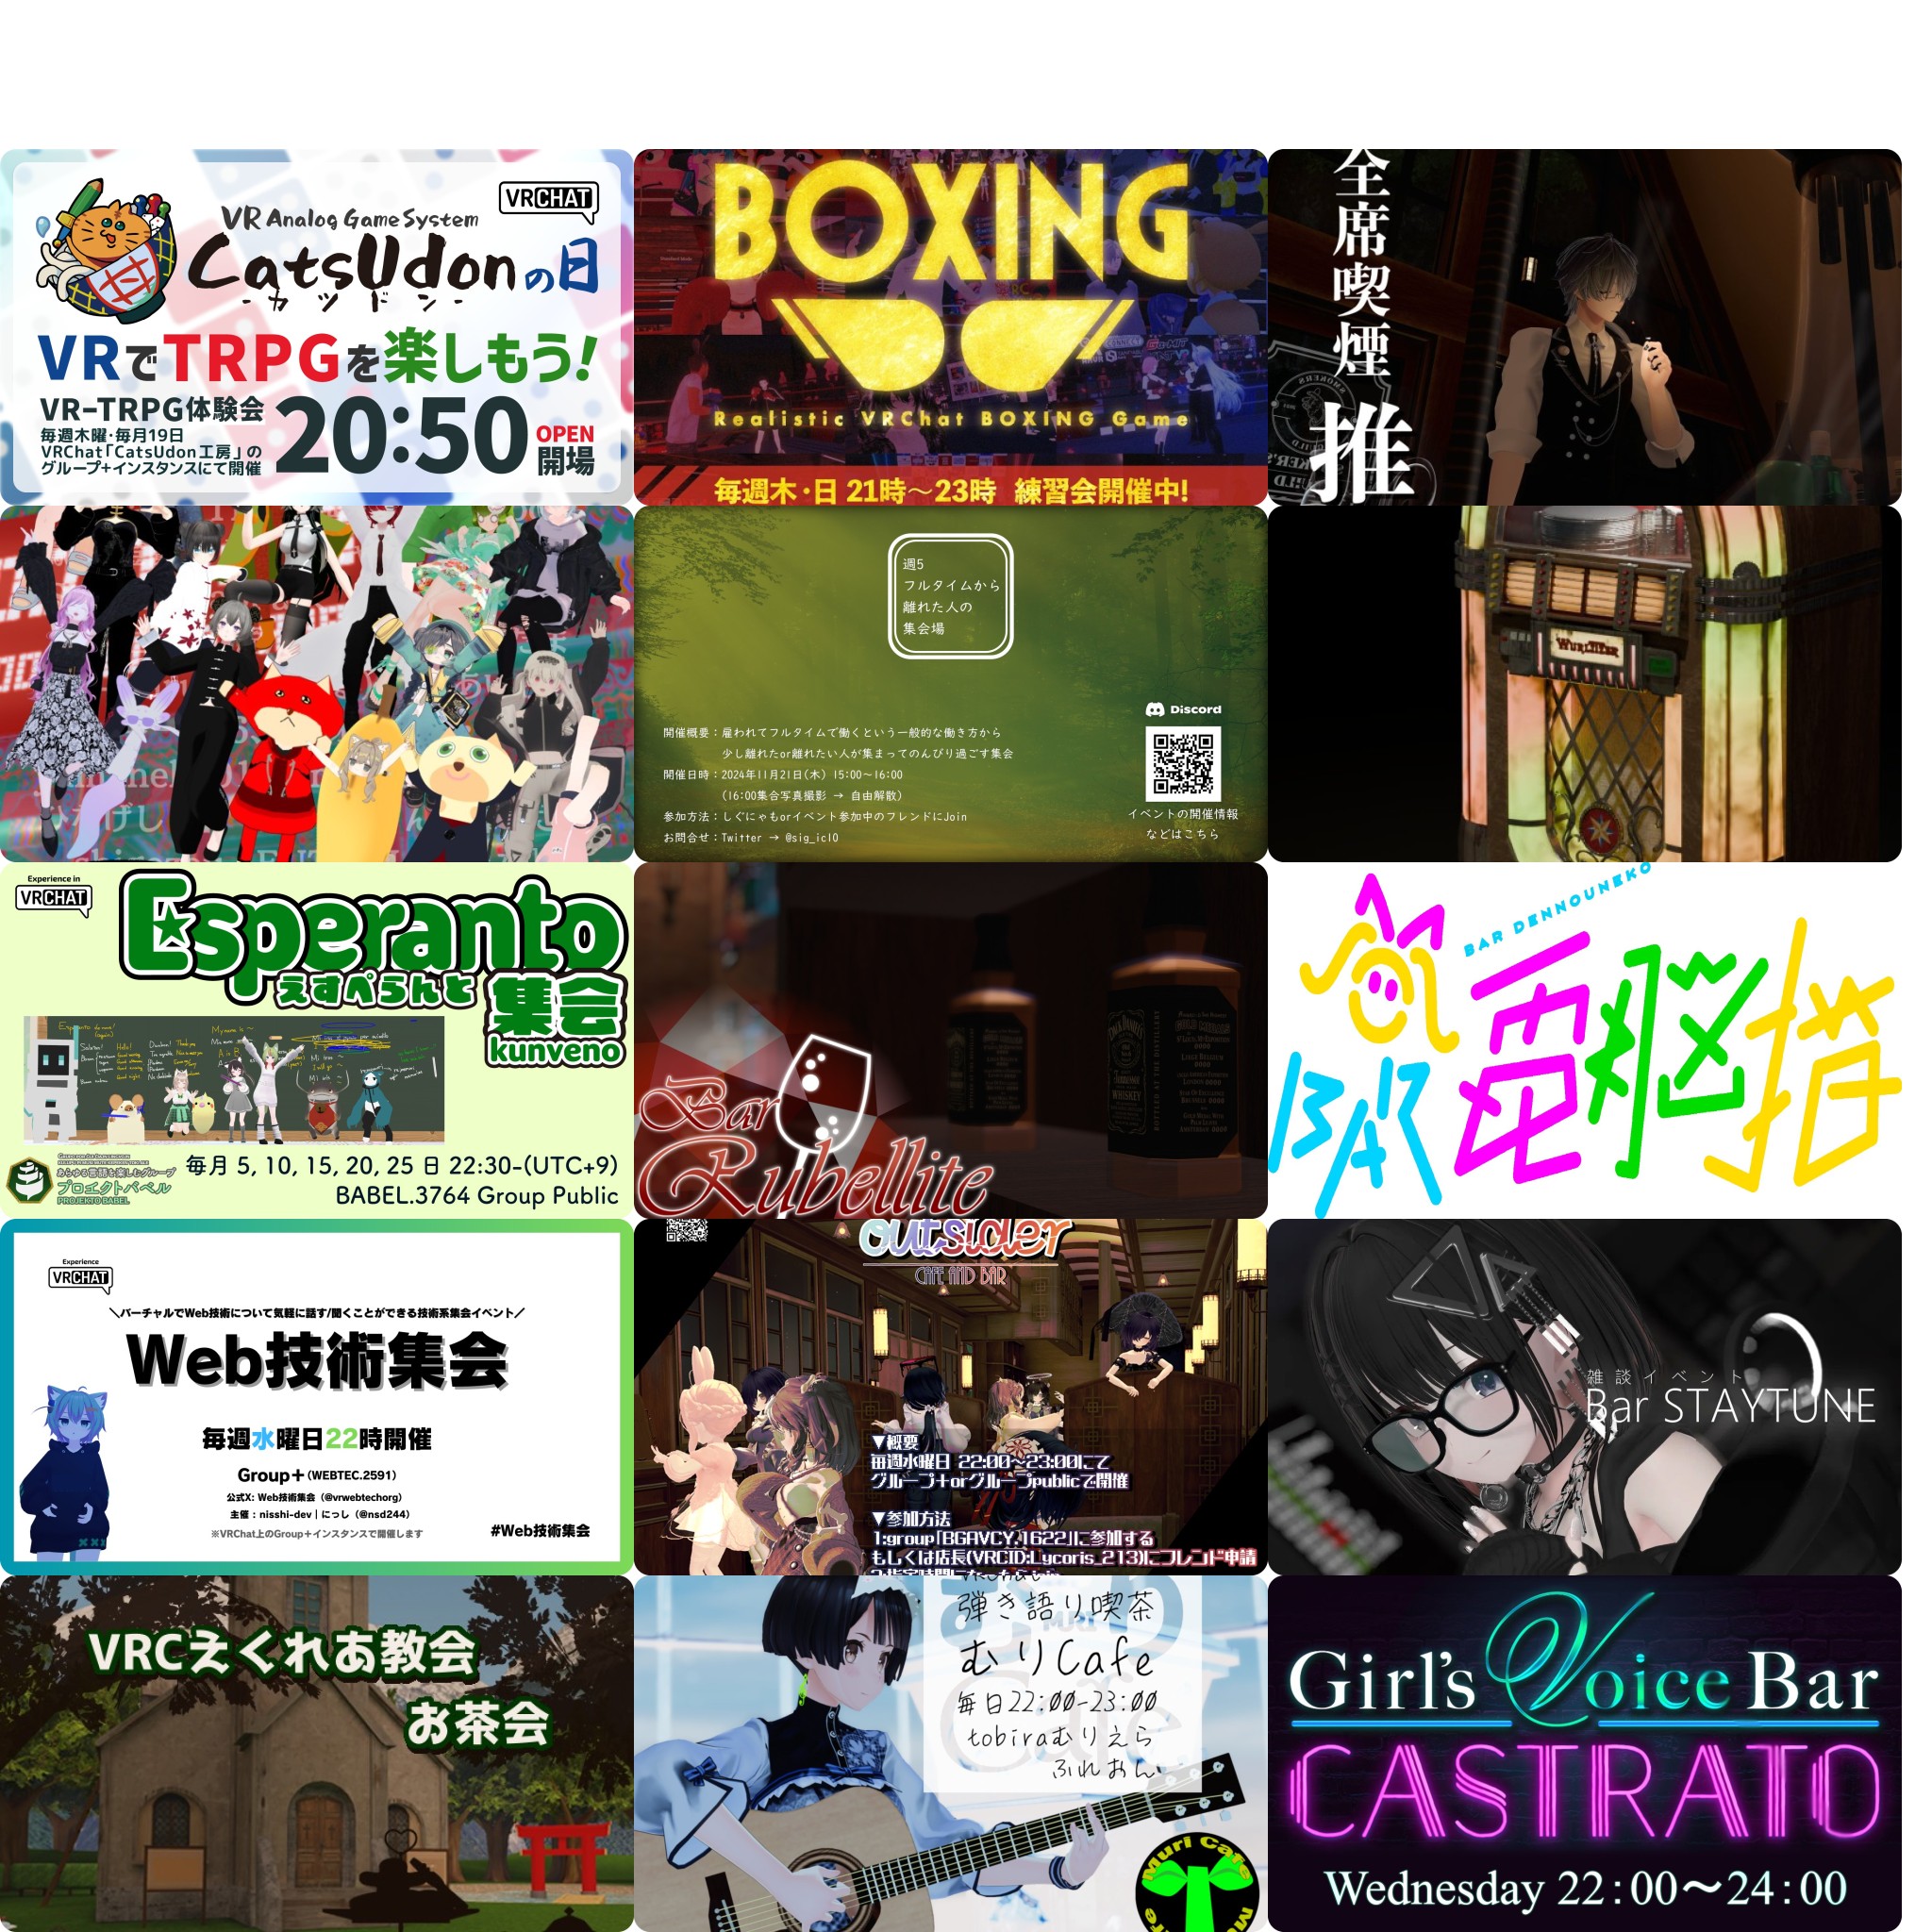 VRCHAT
VR Analog Game System
CatsUdonの日
-カツドン-
VRでTRPGを楽しもう!
VR-TRPG体験会
毎週木曜・毎月19日
VRChat「CatsUdon工房」の
グループ+インスタンスにて開催
20:50
OPEN
開場
BOXING
Realistic VRChat BOXING Game
毎週木・日 21時～23時 練習会開催中!
全席喫煙
推
週5
フルタイムから
離れた人の
集会場
開催概要：雇われてフルタイムで働くという一般的な働き方から
少し離れたor離れたい人が集まってのんびり過ごす集会
開催日時：2024年11月21日(木) 15:00～16:00
(16:00集合写真撮影 → 自由解散)
参加方法：しぐにゃもorイベント参加中のフレンドにJoin
お問合せ：Twitter → @sig_ic10
Discord
イベントの開催情報
などはこちら
WURLITZER
Experience in
VRCHAT
Esperanto
えすぺらんと
集会
kunveno
あらゆる言語を楽しむグループ
プロエクトバベル
PROJEKTO BABEL
毎月 5, 10, 15, 20, 25 日 22:30-(UTC+9)
BABEL.3764 Group Public
Bar
Rubellite
BAR DENNOUNEKO
BAR 電脳猫
Experience
VRCHAT
＼バーチャルでWeb技術について気軽に話す/聞くことができる技術系集会イベント／
Web技術集会
毎週水曜日22時開催
Group+ (WEBTEC.2591)
公式X: Web技術集会（@vrwebtechorg）
主催：nisshi-dev｜にっし（@nsd244）
※VRChat上のGroup+インスタンスで開催します
#Web技術集会
outsider
CAFE AND BAR
▼概要
毎週水曜日 22:00～23:00にて
グループ+orグループpublicで開催
▼参加方法
1:group「BGAVCY.1622」に参加する
もしくは店長(VRCID:Lycoris_213)にフレンド申請
雑談イベント
Bar STAYTUNE
VRCえくれあ教会
お茶会
弾き語り喫茶
むりCafe
毎日22:00-23:00
tobiraむりえら
ふれおん
Muri Cafe
Girl's Voice Bar
CASTRATO
Wednesday 22:00～24:00